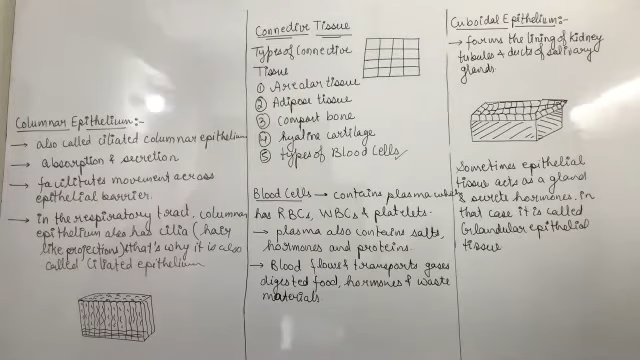 Columnar Epithelium:-
→ also called ciliated columnar epithelium
→ absorption & secretion
→ facilitates movement across
epithelial barrier.
→ in the respiratory tract, columnar
epithelium also has cilia (hair
like projections) that's why it is also
called Ciliated epithelium
Connective Tissue
Types of Connective
Tissue
① Areolar tissue
② Adipose tissue
③ compact bone
④ hyaline cartilage
⑤ types of Blood Cells
Blood Cells → contains plasma which
has RBCs, WBCs & platelets.
→ plasma also contains salts,
hormones and proteins.
→ Blood flows & transports gases
digested food, hormones & waste
materials
Cuboidal Epithelium:-
→ forms the lining of kidney
tubules & ducts of salivary
glands.
Sometimes epithelial
tissue acts as a gland
& secrets hormones. in
that case it is called
Glandular epithelial
tissue